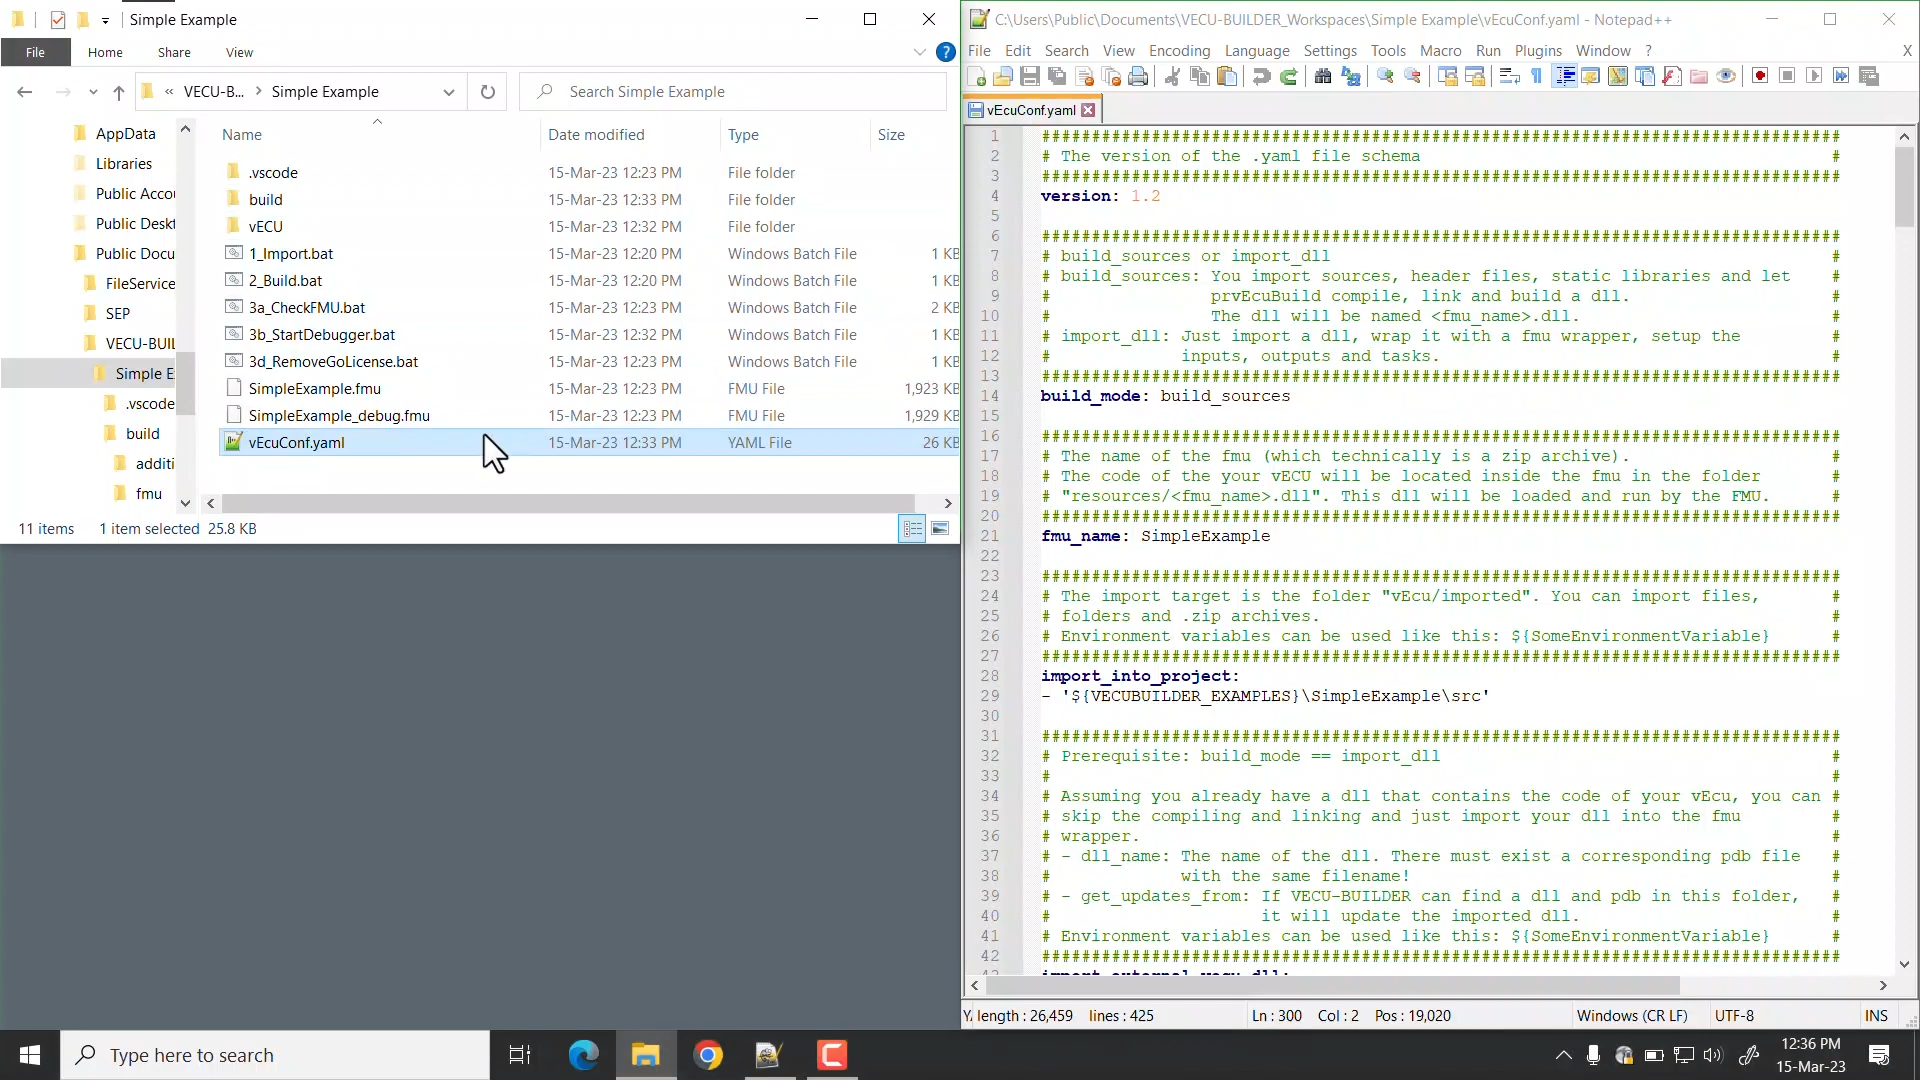 Simple Example
File Home Share View
« VECU-B... > Simple Example
Search Simple Example
AppData
Libraries
Public Accou
Public Deskt
Public Docu
FileService
SEP
VECU-BUIL
Simple E
.vscode
build
additi
fmu
Name Date modified Type Size
.vscode 15-Mar-23 12:23 PM File folder
build 15-Mar-23 12:33 PM File folder
vECU 15-Mar-23 12:32 PM File folder
1_Import.bat 15-Mar-23 12:20 PM Windows Batch File 1 KB
2_Build.bat 15-Mar-23 12:20 PM Windows Batch File 1 KB
3a_CheckFMU.bat 15-Mar-23 12:23 PM Windows Batch File 2 KB
3b_StartDebugger.bat 15-Mar-23 12:32 PM Windows Batch File 1 KB
3d_RemoveGoLicense.bat 15-Mar-23 12:23 PM Windows Batch File 1 KB
SimpleExample.fmu 15-Mar-23 12:23 PM FMU File 1,923 KB
SimpleExample_debug.fmu 15-Mar-23 12:23 PM FMU File 1,929 KB
vEcuConf.yaml 15-Mar-23 12:33 PM YAML File 26 KB
11 items 1 item selected 25.8 KB
C:\Users\Public\Documents\VECU-BUILDER_Workspaces\Simple Example\vEcuConf.yaml - Notepad++
File Edit Search View Encoding Language Settings Tools Macro Run Plugins Window ? X
vEcuConf.yaml
1 ################################################################################
2 # The version of the .yaml file schema #
3 ################################################################################
4 version: 1.2
5
6 ################################################################################
7 # build_sources or import_dll #
8 # build_sources: You import sources, header files, static libraries and let #
9 # prvEcuBuild compile, link and build a dll. #
10 # The dll will be named <fmu_name>.dll. #
11 # import_dll: Just import a dll, wrap it with a fmu wrapper, setup the #
12 # inputs, outputs and tasks. #
13 ################################################################################
14 build_mode: build_sources
15
16 ################################################################################
17 # The name of the fmu (which technically is a zip archive). #
18 # The code of the your vECU will be located inside the fmu in the folder #
19 # "resources/<fmu_name>.dll". This dll will be loaded and run by the FMU. #
20 ################################################################################
21 fmu_name: SimpleExample
22
23 ################################################################################
24 # The import target is the folder "vEcu/imported". You can import files, #
25 # folders and .zip archives. #
26 # Environment variables can be used like this: ${SomeEnvironmentVariable} #
27 ################################################################################
28 import_into_project:
29 - '${VECUBUILDER_EXAMPLES}\SimpleExample\src'
30
31 ################################################################################
32 # Prerequisite: build_mode == import_dll #
33 # #
34 # Assuming you already have a dll that contains the code of your vEcu, you can #
35 # skip the compiling and linking and just import your dll into the fmu #
36 # wrapper. #
37 # - dll_name: The name of the dll. There must exist a corresponding pdb file #
38 # with the same filename! #
39 # - get_updates_from: If VECU-BUILDER can find a dll and pdb in this folder, #
40 # it will update the imported dll. #
41 # Environment variables can be used like this: ${SomeEnvironmentVariable} #
42 ################################################################################
43 import_external_vecu_dll:
length : 26,459 lines : 425 Ln : 300 Col : 2 Pos : 19,020 Windows (CR LF) UTF-8 INS
Type here to search
12:36 PM
15-Mar-23